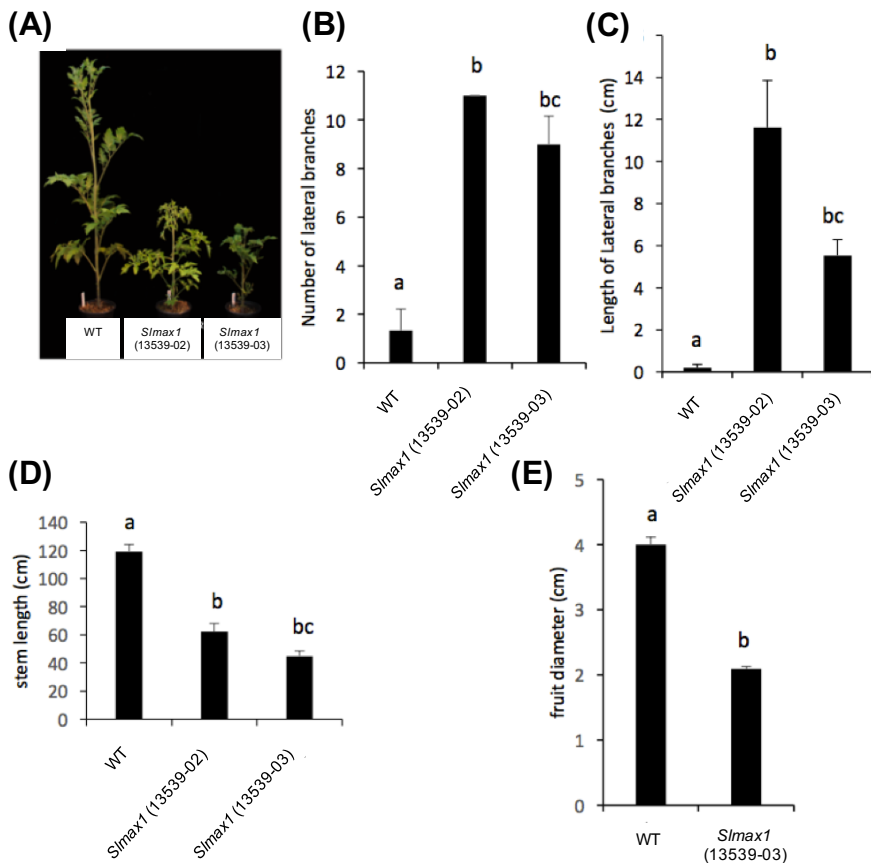 (A)
WT
Slmax1
(13539-02)
Slmax1
(13539-03)
(B)
Number of lateral branches
12
10
8
6
4
2
0
a
b
bc
WT
Slmax1 (13539-02)
Slmax1 (13539-03)
(C)
Length of Lateral branches (cm)
14
12
10
8
6
4
2
0
a
b
bc
WT
Slmax1 (13539-02)
Slmax1 (13539-03)
(D)
stem length (cm)
140
120
100
80
60
40
20
0
a
b
bc
WT
Slmax1 (13539-02)
Slmax1 (13539-03)
(E)
fruit diameter (cm)
5
4
3
2
1
0
a
b
WT
Slmax1
(13539-03)